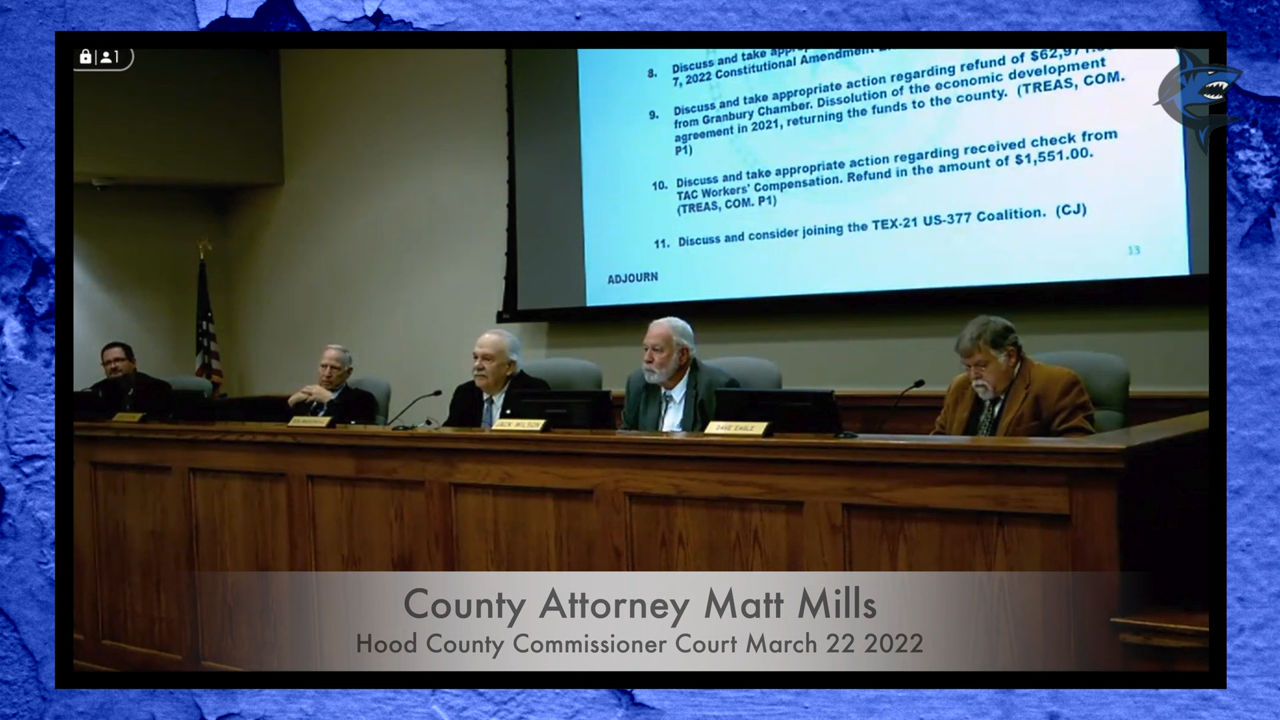 1
8. Discuss and take
7, 2022 Constitutional Amendment
9. Discuss and take appropriate action regarding refund of
from Granbury Chamber. Dissolution of the economic development
agreement in 2021, returning the funds to the county. (TREAS, COM.
P1)
10. Discuss and take appropriate action regarding received check from
TAC Workers' Compensation. Refund in the amount of $1,551.00.
(TREAS, COM. P1)
11. Discuss and consider joining the TEX-21 US-377 Coalition. (CJ)
13
ADJOURN
JACK WILSON
DAVE EAGLE
County Attorney Matt Mills
Hood County Commissioner Court March 22 2022